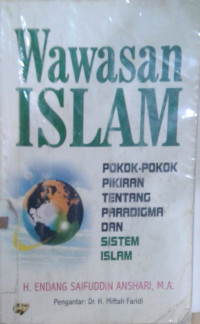 Wawasan
ISLAM
POKOK-POKOK
PIKIRAN
TENTANG
PARADIGMA
DAN
SISTEM
ISLAM
H. ENDANG SAIFUDDIN ANSHARI, M.A.
Pengantar: Dr. H. Miftah Faridl